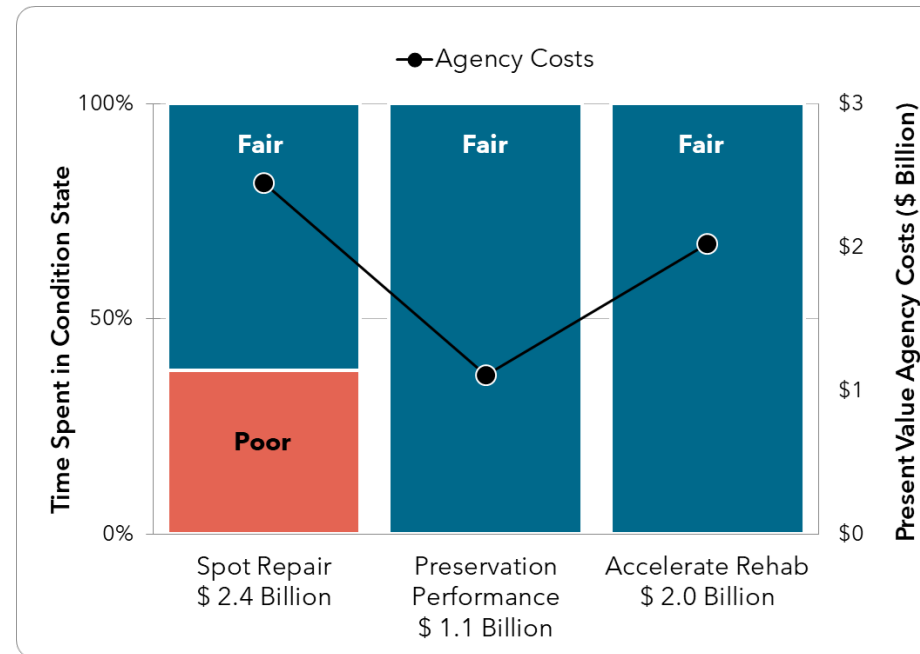 Agency Costs
Time Spent in Condition State
100%
50%
0%
Fair
Poor
Fair
Fair
$3
$2
$1
$0
Present Value Agency Costs ($ Billion)
Spot Repair
$ 2.4 Billion
Preservation
Performance
$ 1.1 Billion
Accelerate Rehab
$ 2.0 Billion